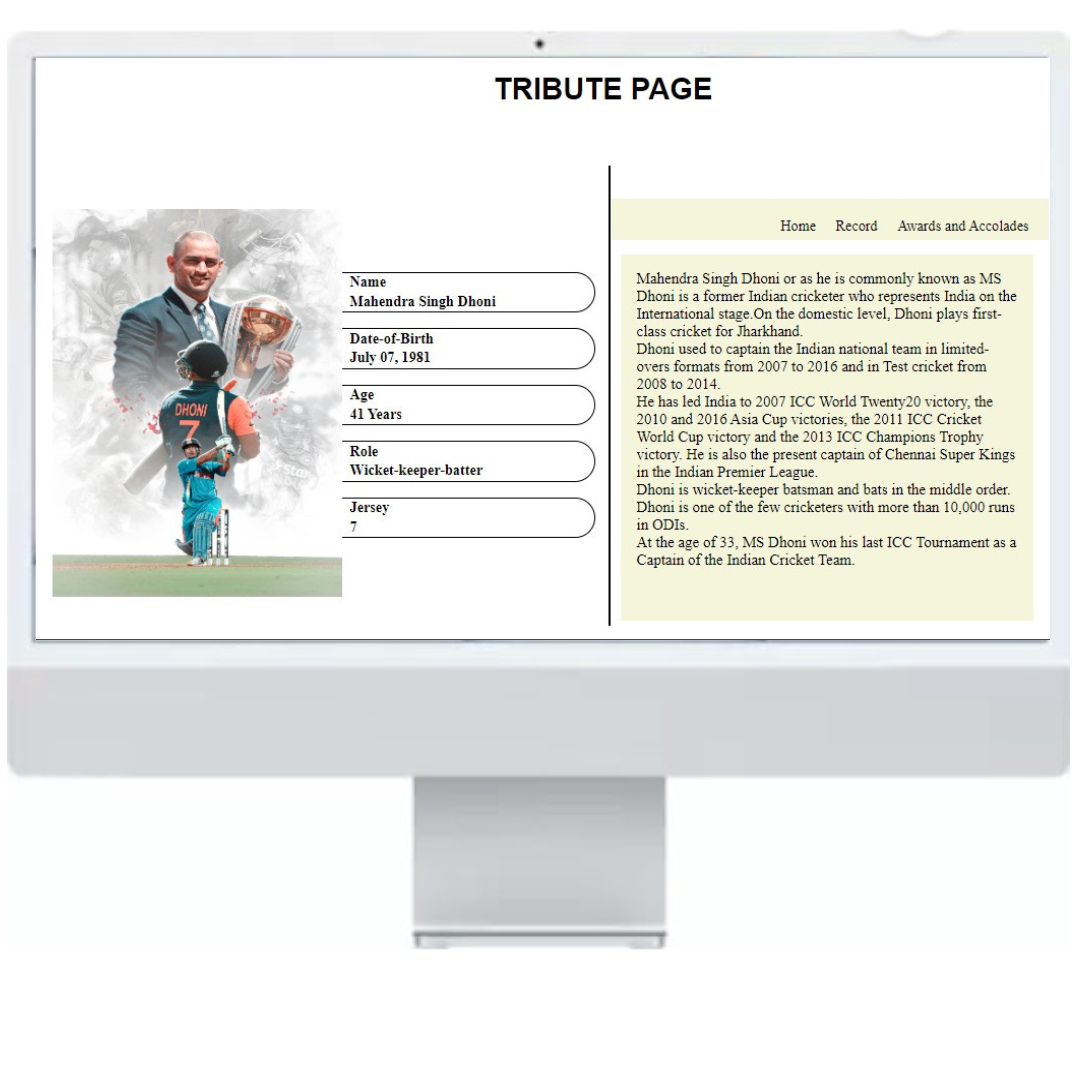 TRIBUTE PAGE
DHONI
7
Name
Mahendra Singh Dhoni
Date-of-Birth
July 07, 1981
Age
41 Years
Role
Wicket-keeper-batter
Jersey
7
Home Record Awards and Accolades
Mahendra Singh Dhoni or as he is commonly known as MS
Dhoni is a former Indian cricketer who represents India on the
International stage.On the domestic level, Dhoni plays first-
class cricket for Jharkhand.
Dhoni used to captain the Indian national team in limited-
overs formats from 2007 to 2016 and in Test cricket from
2008 to 2014.
He has led India to 2007 ICC World Twenty20 victory, the
2010 and 2016 Asia Cup victories, the 2011 ICC Cricket
World Cup victory and the 2013 ICC Champions Trophy
victory. He is also the present captain of Chennai Super Kings
in the Indian Premier League.
Dhoni is wicket-keeper batsman and bats in the middle order.
Dhoni is one of the few cricketers with more than 10,000 runs
in ODIs.
At the age of 33, MS Dhoni won his last ICC Tournament as a
Captain of the Indian Cricket Team.